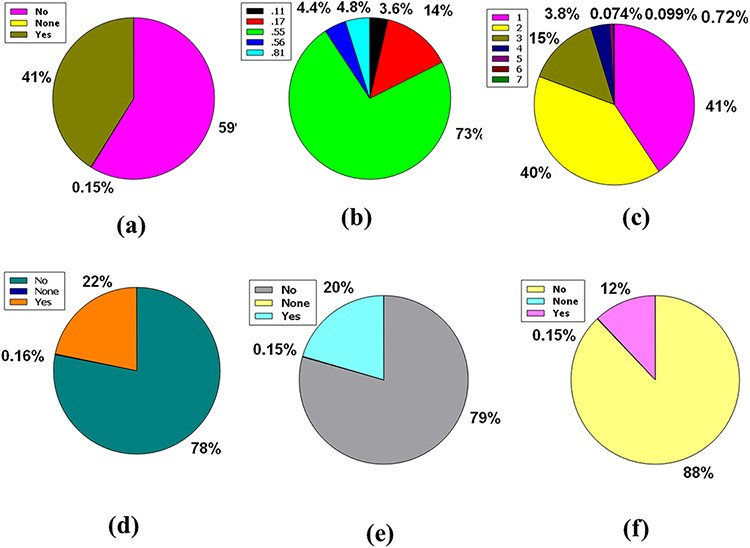 No
None
Yes
41%
59%
0.15%
(a)
.11
.17
.55
.56
.81
4.4%
4.8%
3.6%
14%
73%
(b)
1
2
3
4
5
6
7
15%
3.8%
0.074%
0.099%
0.72%
41%
40%
(c)
No
None
Yes
22%
0.16%
78%
(d)
No
None
Yes
20%
0.15%
79%
(e)
No
None
Yes
12%
0.15%
88%
(f)